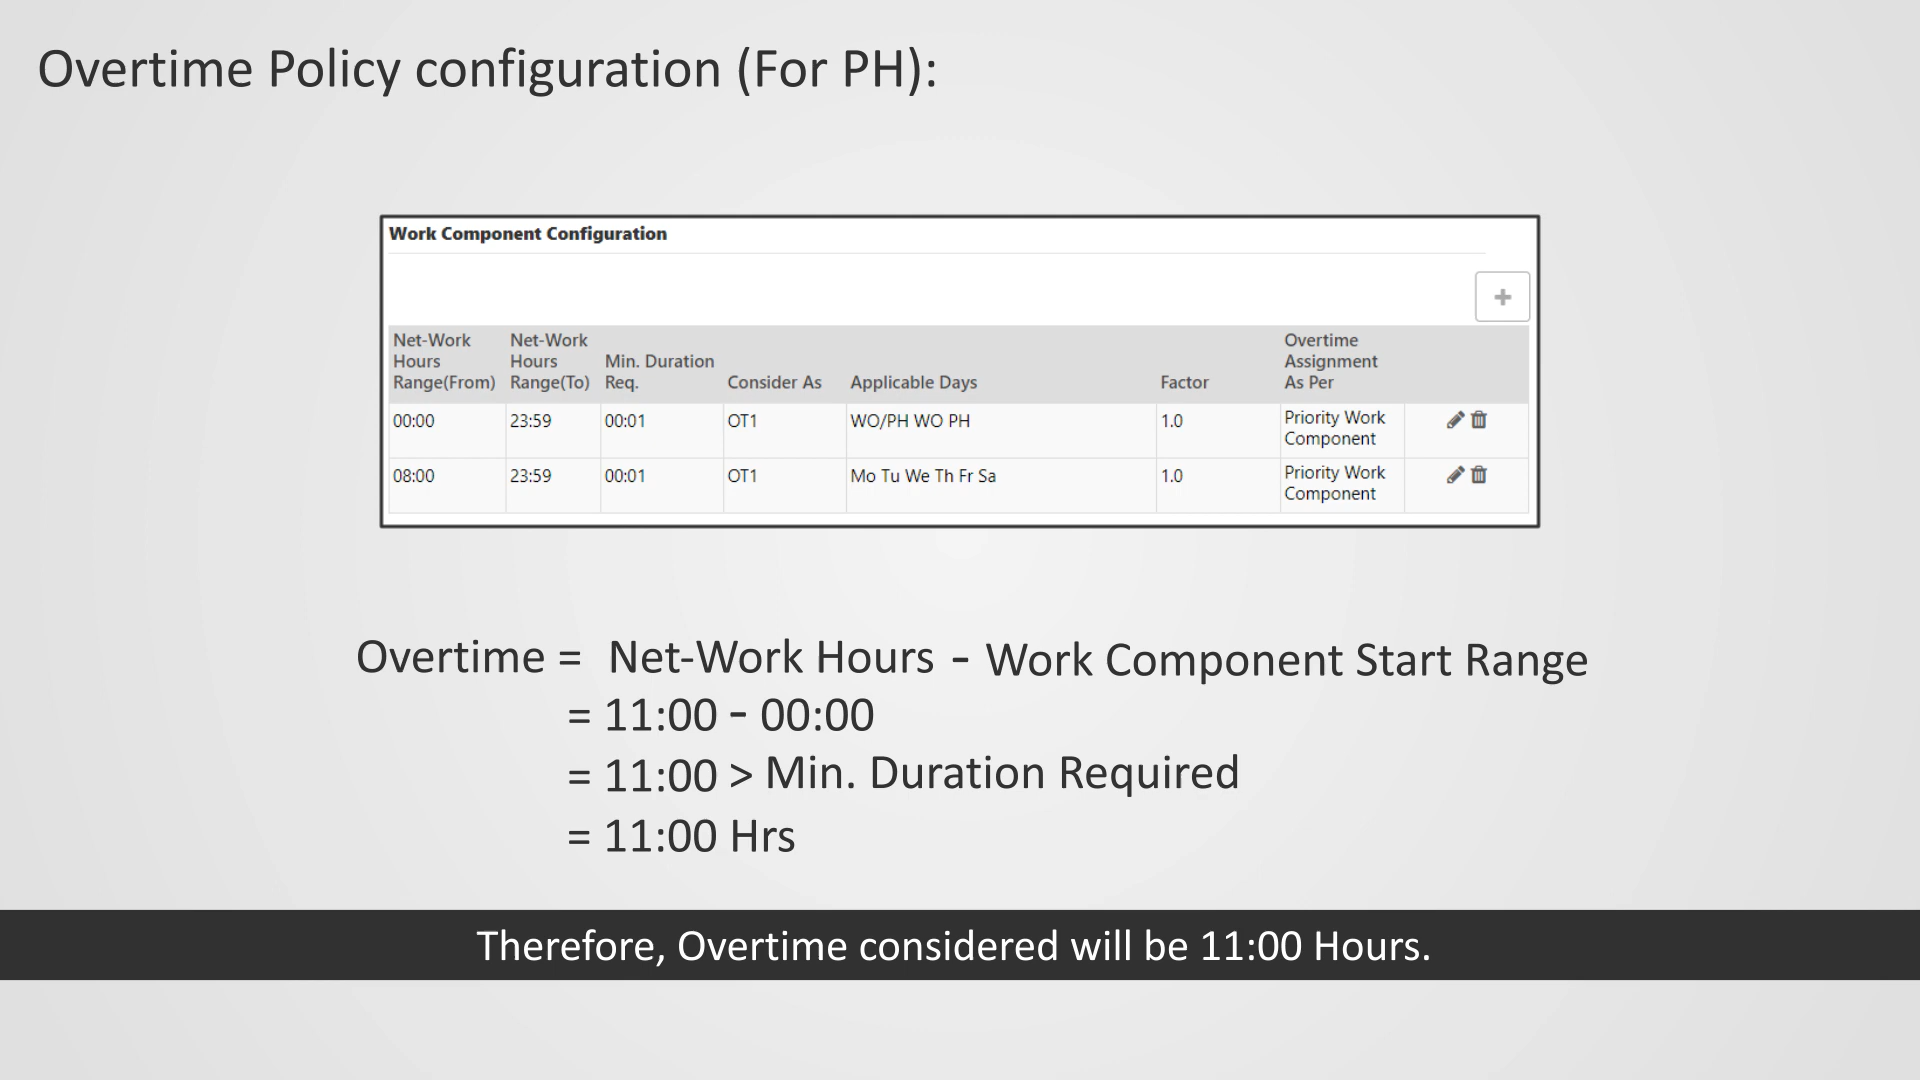 Overtime Policy configuration (For PH):
Work Component Configuration
+
Net-Work Hours Range(From) Net-Work Hours Range(To) Min. Duration Req. Consider As Applicable Days Factor Overtime Assignment As Per
00:00 23:59 00:01 OT1 WO/PH WO PH 1.0 Priority Work Component
08:00 23:59 00:01 OT1 Mo Tu We Th Fr Sa 1.0 Priority Work Component
Overtime = Net-Work Hours - Work Component Start Range
= 11:00 - 00:00
= 11:00 > Min. Duration Required
= 11:00 Hrs
Therefore, Overtime considered will be 11:00 Hours.